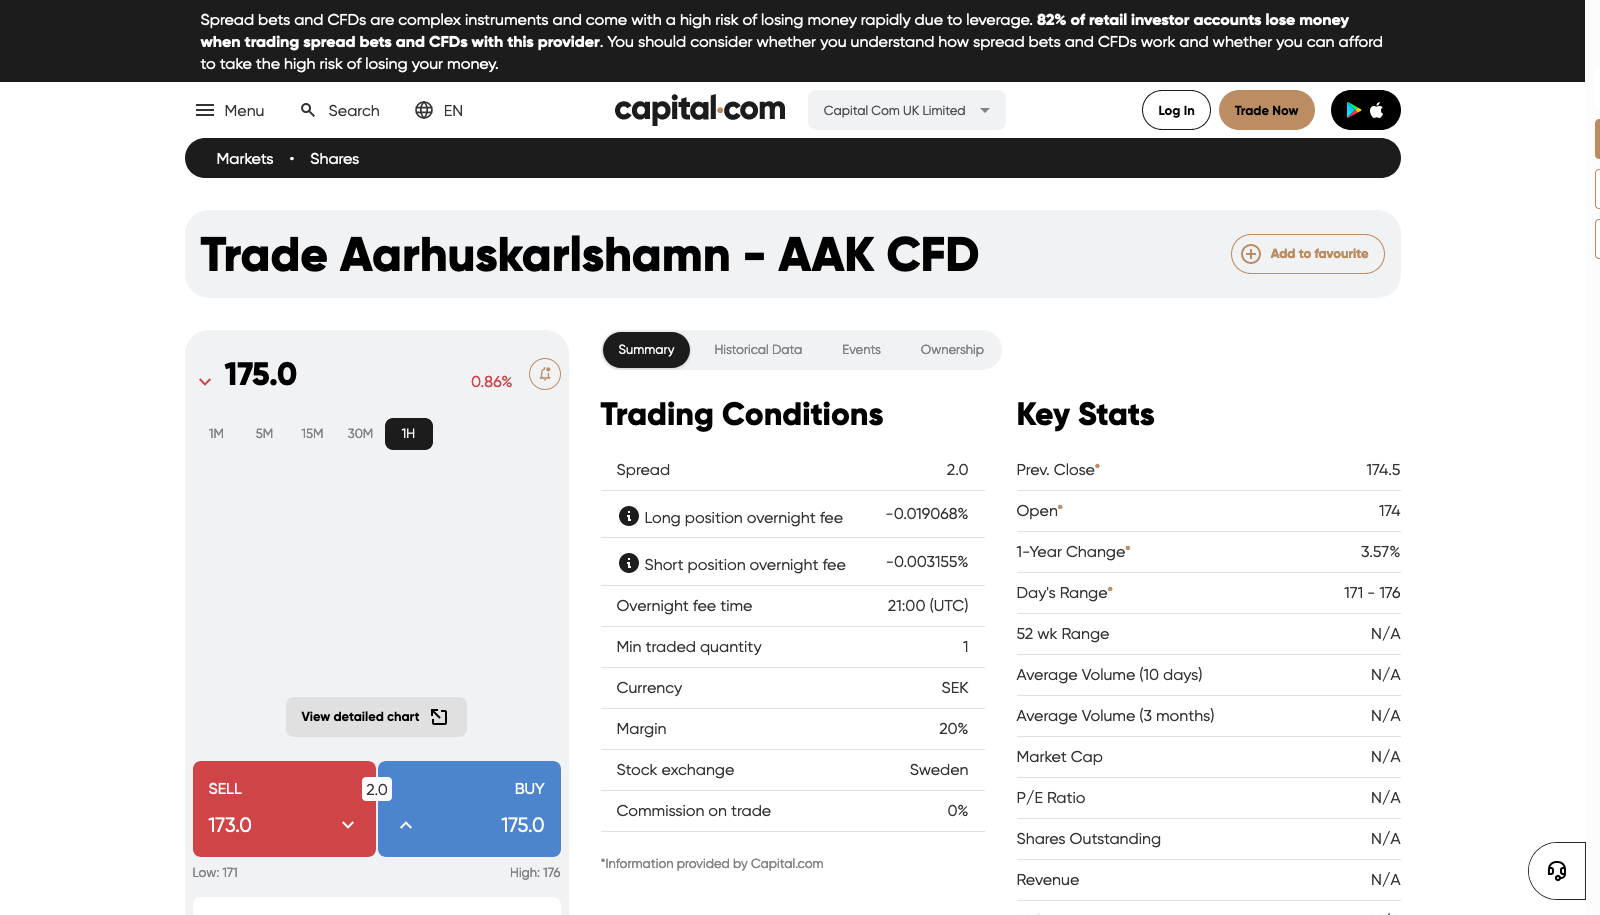 Spread bets and CFDs are complex instruments and come with a high risk of losing money rapidly due to leverage. 82% of retail investor accounts lose money
when trading spread bets and CFDs with this provider. You should consider whether you understand how spread bets and CFDs work and whether you can afford
to take the high risk of losing your money.
Menu Search EN capital.com Capital Com UK Limited Log In Trade Now
Markets • Shares
Trade Aarhuskarlshamn - AAK CFD Add to favourite
175.0 0.86%
1M 5M 15M 30M 1H
View detailed chart
SELL 2.0 BUY
173.0 175.0
Low: 171 High: 176
Summary Historical Data Events Ownership
Trading Conditions
Spread 2.0
Long position overnight fee -0.019068%
Short position overnight fee -0.003155%
Overnight fee time 21:00 (UTC)
Min traded quantity 1
Currency SEK
Margin 20%
Stock exchange Sweden
Commission on trade 0%
*Information provided by Capital.com
Key Stats
Prev. Close* 174.5
Open* 174
1-Year Change* 3.57%
Day's Range* 171 - 176
52 wk Range N/A
Average Volume (10 days) N/A
Average Volume (3 months) N/A
Market Cap N/A
P/E Ratio N/A
Shares Outstanding N/A
Revenue N/A